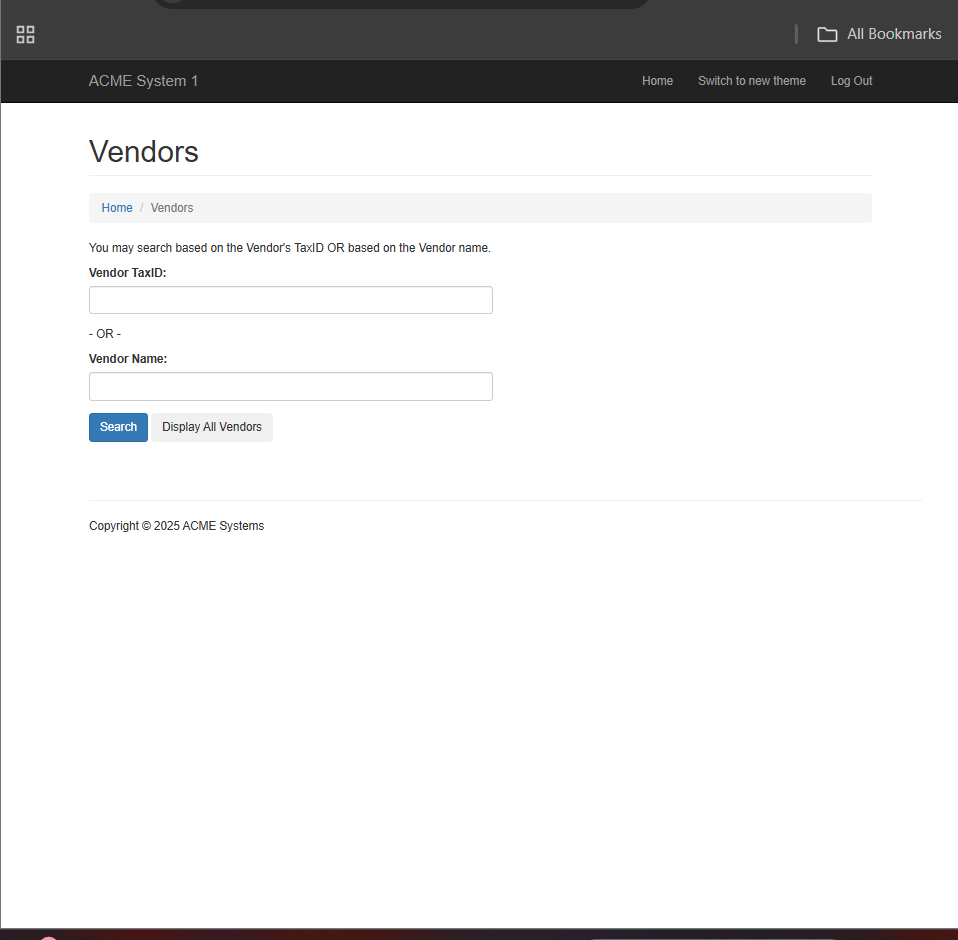 All Bookmarks
ACME System 1 Home Switch to new theme Log Out
Vendors
Home / Vendors
You may search based on the Vendor's TaxID OR based on the Vendor name.
Vendor TaxID:
- OR -
Vendor Name:
Search Display All Vendors
Copyright © 2025 ACME Systems